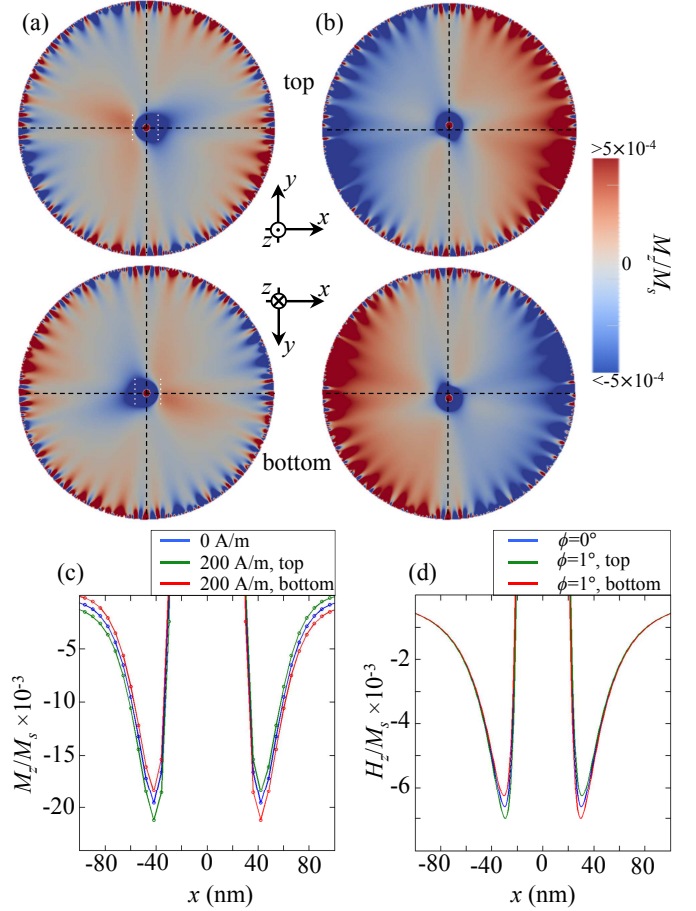 (a)
(b)
top
y
z
x
y
z
x
bottom
>5×10⁻⁴
0
<-5×10⁻⁴
M_z/M_s
(c)
0 A/m
200 A/m, top
200 A/m, bottom
-5
-10
-15
-20
M_z/M_s ×10⁻³
-80
-40
0
40
80
x (nm)
(d)
ϕ=0°
ϕ=1°, top
ϕ=1°, bottom
-2
-4
-6
H_z/M_s ×10⁻³
-80
-40
0
40
80
x (nm)